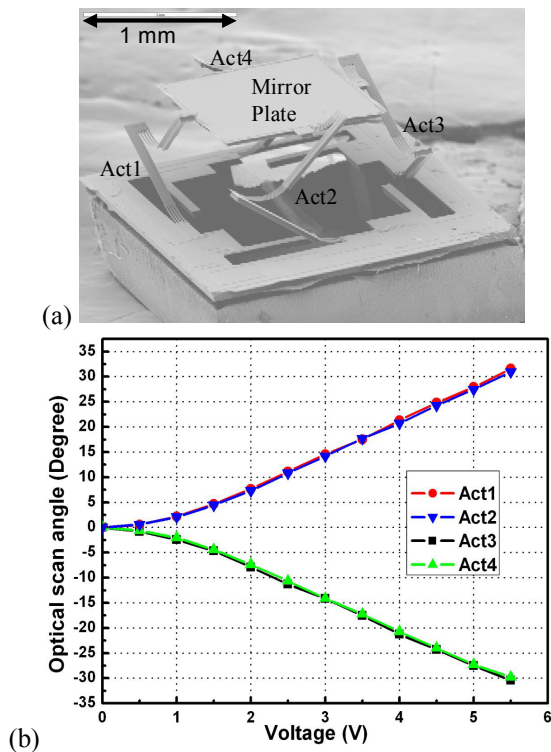 1 mm
Act4
Mirror
Plate
Act3
Act1
Act2
(a)
35
30
25
20
15
10
5
0
-5
-10
-15
-20
-25
-30
-35
Optical scan angle (Degree)
Act1
Act2
Act3
Act4
0 1 2 3 4 5 6
Voltage (V)
(b)